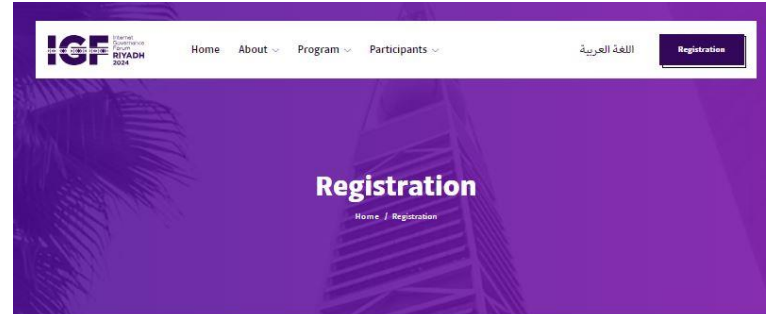 IGF
Internet
Governance
Forum
RIYADH
2024
Home About Program Participants اللغة العربية Registration
Registration
Home / Registration